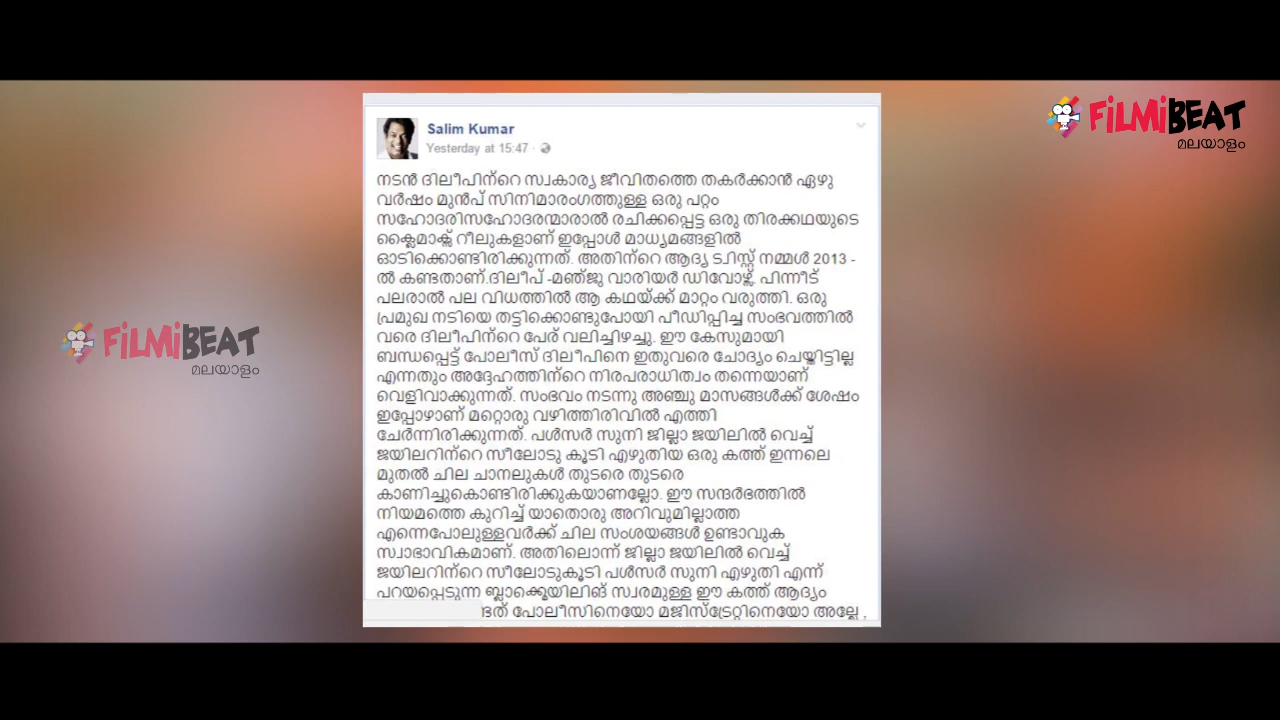 FiLMiBEAT
മലയാളം
Salim Kumar
Yesterday at 15:47 ·
നടൻ ദിലീപിന്റെ സ്വകാര്യ ജീവിതത്തെ തകർക്കാൻ ഏഴു
വർഷം മുൻപ് സിനിമാരംഗത്തുള്ള ഒരു പറ്റം
സഹോദരിസഹോദരന്മാരാൽ രചിക്കപ്പെട്ട ഒരു തിരക്കഥയുടെ
ക്ലൈമാക്സ് റീലുകളാണ് ഇപ്പോൾ മാധ്യമങ്ങളിൽ
ഓടിക്കൊണ്ടിരിക്കുന്നത്. അതിന്റെ ആദ്യ ട്വിസ്റ്റ് നമ്മൾ 2013 -
ൽ കണ്ടതാണ്.ദിലീപ് -മഞ്ജു വാരിയർ ഡിവോഴ്സ്. പിന്നീട്
പലരാൽ പല വിധത്തിൽ ആ കഥയ്ക്ക് മാറ്റം വരുത്തി. ഒരു
പ്രമുഖ നടിയെ തട്ടിക്കൊണ്ടുപോയി പീഡിപ്പിച്ച സംഭവത്തിൽ
വരെ ദിലീപിന്റെ പേര് വലിച്ചിഴച്ചു. ഈ കേസുമായി
ബന്ധപ്പെട്ട് പോലീസ് ദിലീപിനെ ഇതുവരെ ചോദ്യം ചെയ്തിട്ടില്ല
എന്നതും അദ്ദേഹത്തിന്റെ നിരപരാധിത്വം തന്നെയാണ്
വെളിവാക്കുന്നത്. സംഭവം നടന്നു അഞ്ചു മാസങ്ങൾക്ക് ശേഷം
ഇപ്പോഴാണ് മറ്റൊരു വഴിത്തിരിവിൽ എത്തി
ചേർന്നിരിക്കുന്നത്. പൾസർ സുനി ജില്ലാ ജയിലിൽ വെച്ച്
ജയിലറിന്റെ സീലോടു കൂടി എഴുതിയ ഒരു കത്ത് ഇന്നലെ
മുതൽ ചില ചാനലുകൾ തുടരെ തുടരെ
കാണിച്ചുകൊണ്ടിരിക്കുകയാണല്ലോ. ഈ സന്ദർഭത്തിൽ
നിയമത്തെ കുറിച്ച് യാതൊരു അറിവുമില്ലാത്ത
എന്നെപോലുള്ളവർക്ക് ചില സംശയങ്ങൾ ഉണ്ടാവുക
സ്വാഭാവികമാണ്. അതിലൊന്ന് ജില്ലാ ജയിലിൽ വെച്ച്
ജയിലറിന്റെ സീലോടുകൂടി പൾസർ സുനി എഴുതി എന്ന്
പറയപ്പെടുന്ന ബ്ലാക്ക്മെയിലിങ് സ്വരമുള്ള ഈ കത്ത് ആദ്യം
പോലീസിനെയോ മജിസ്ട്രേറ്റിനെയോ അല്ലേ ,
FiLMiBEAT
മലയാളം